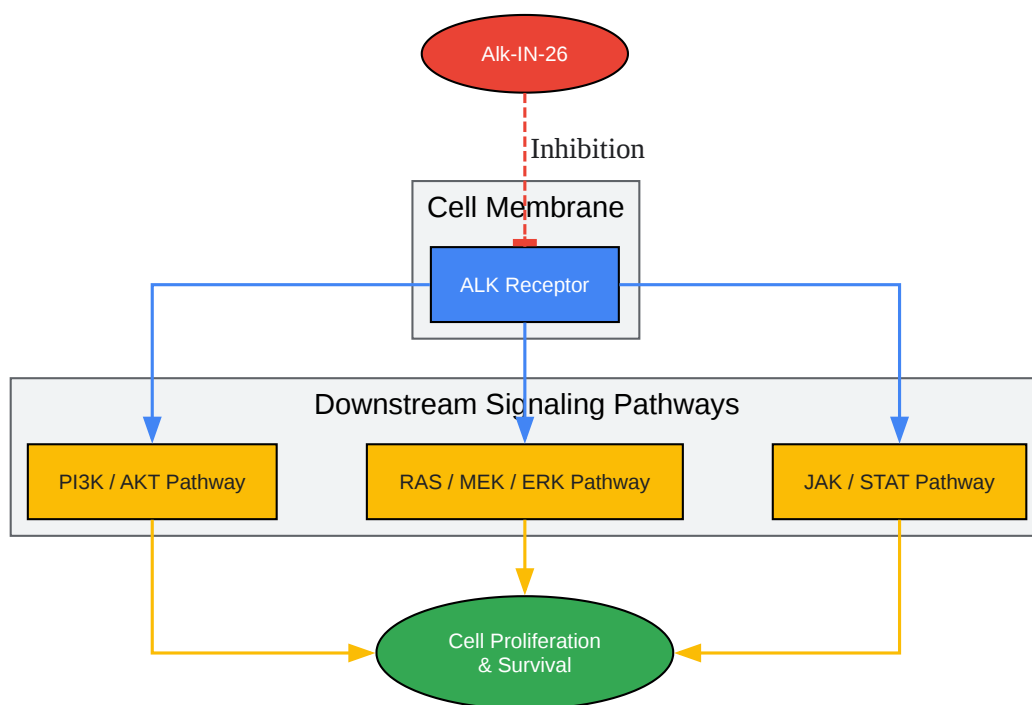 Alk-IN-26
Inhibition
Cell Membrane
ALK Receptor
Downstream Signaling Pathways
PI3K / AKT Pathway
RAS / MEK / ERK Pathway
JAK / STAT Pathway
Cell Proliferation
& Survival